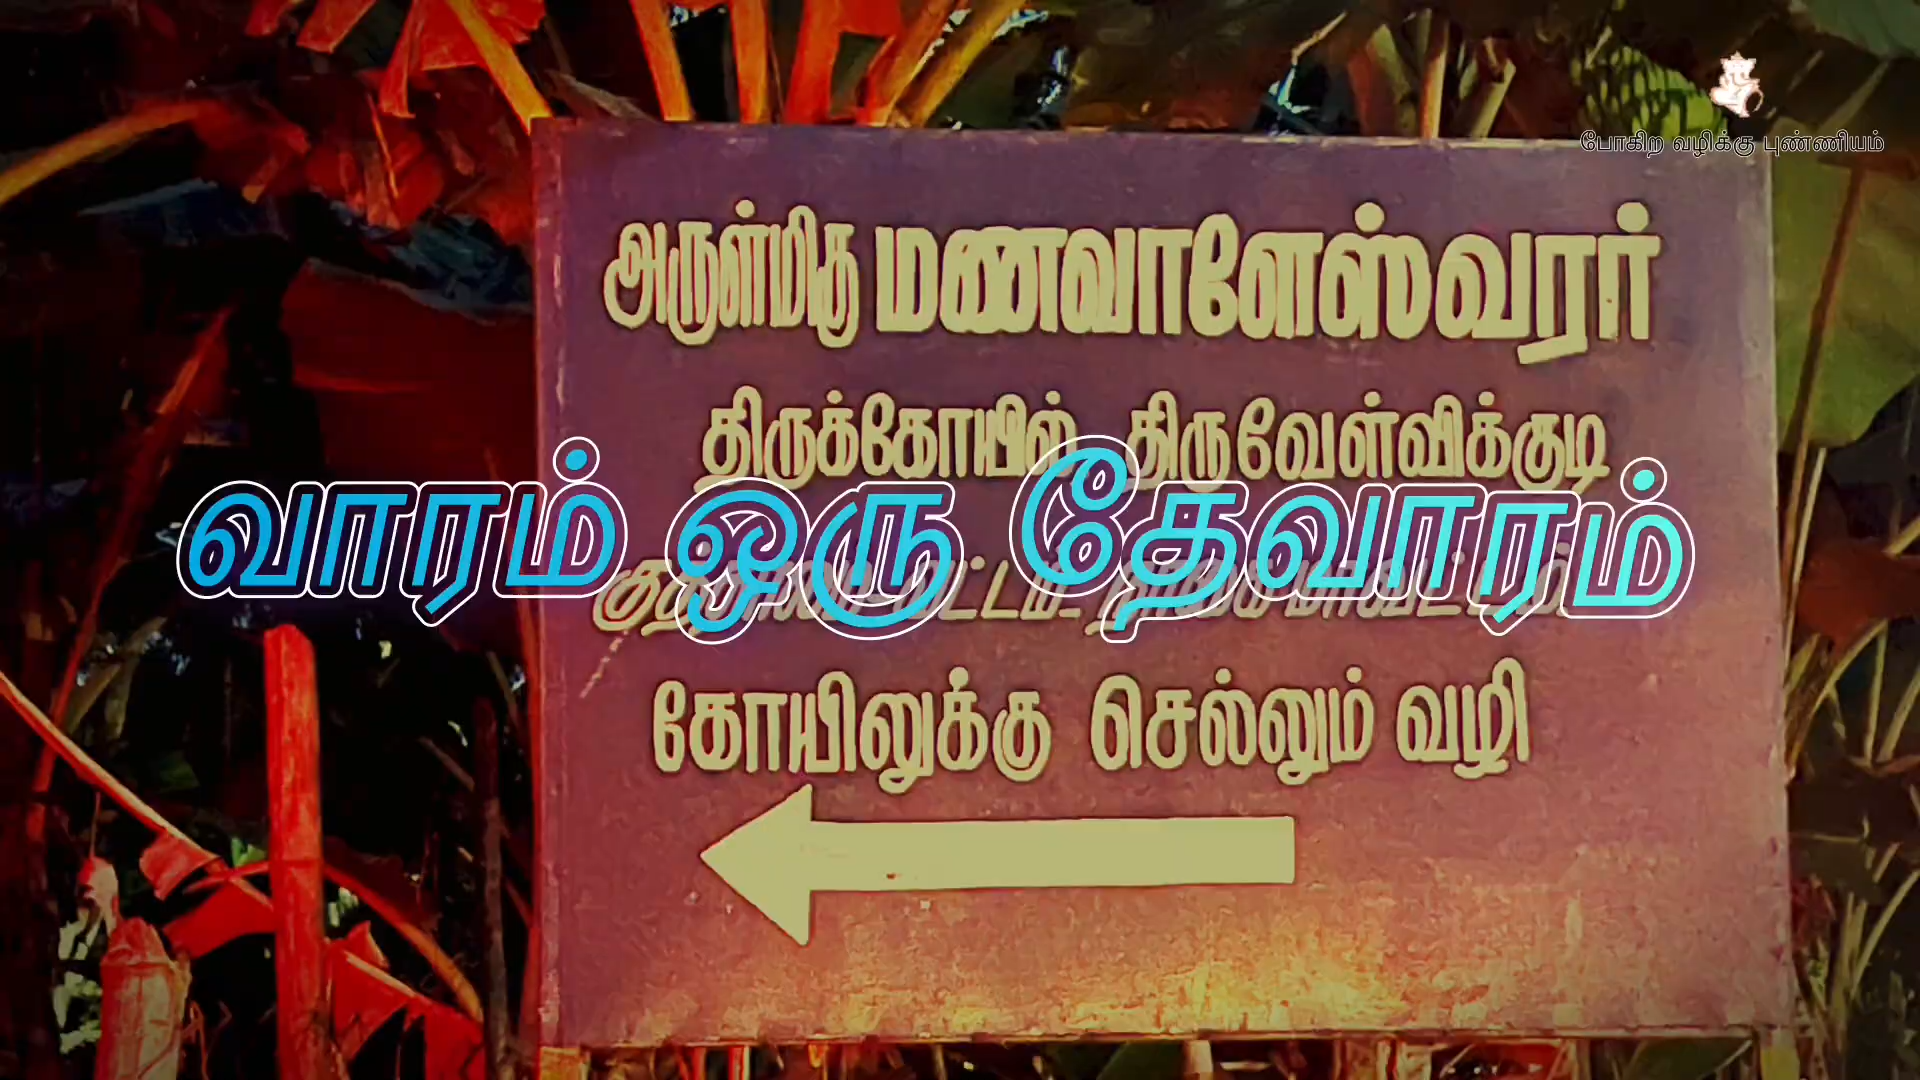 போகிற வழிக்கு புண்ணியம்
அருள்மிகு மணவாளேஸ்வரர்
திருக்கோயில் திருவேள்விக்குடி
வாரம் ஒரு தேவாரம்
கோயிலுக்கு செல்லும் வழி